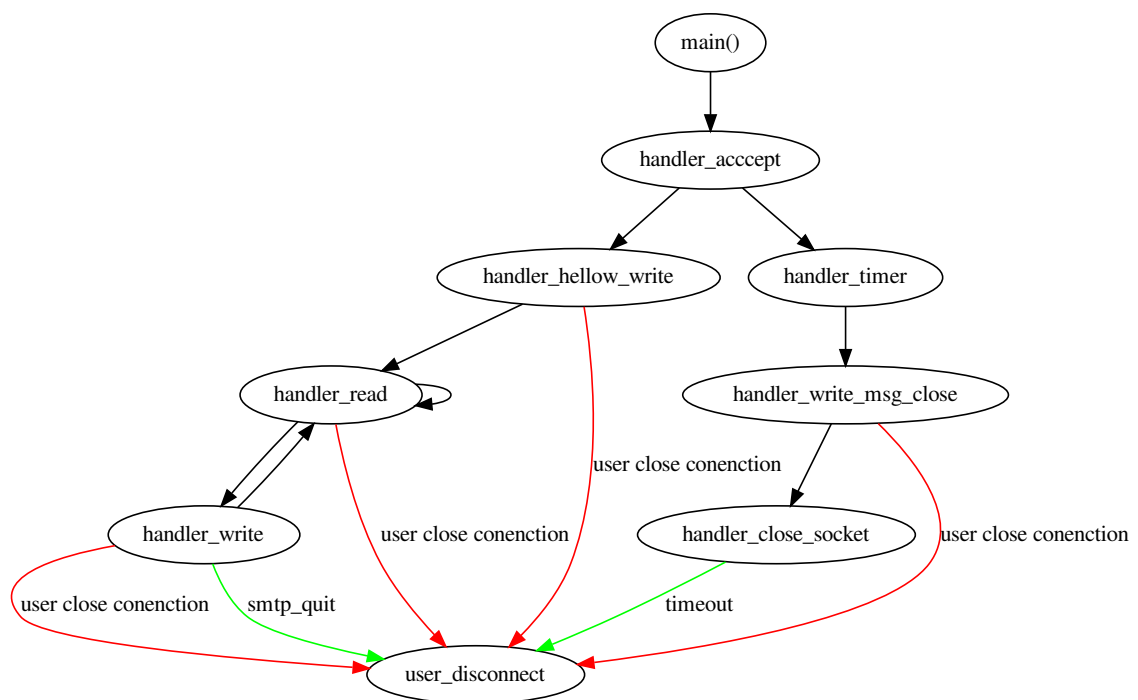 main()
handler_acccept
handler_hellow_write
handler_timer
handler_read
handler_write_msg_close
user close conenction
handler_write
user close conenction
handler_close_socket
user close conenction
user close conenction
smtp_quit
timeout
user_disconnect